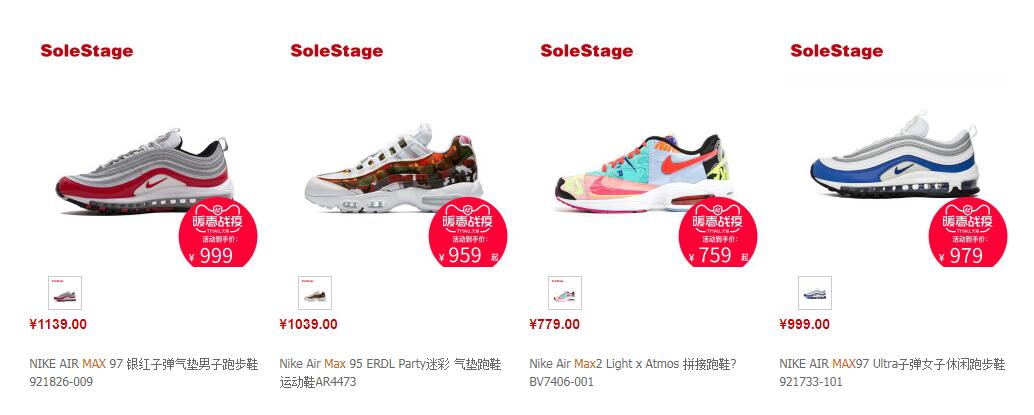 SoleStage
SoleStage
SoleStage
SoleStage
暖春战疫
TMALL天猫
活动到手价:
¥ 999
暖春战疫
TMALL天猫
活动到手价:
¥ 959 起
暖春战疫
TMALL天猫
活动到手价:
¥ 759 起
暖春战疫
TMALL天猫
活动到手价:
¥ 979
SoleStage
SoleStage
¥1139.00
¥1039.00
¥779.00
¥999.00
NIKE AIR MAX 97 银红子弹气垫男子跑步鞋
921826-009
Nike Air Max 95 ERDL Party迷彩 气垫跑鞋
运动鞋AR4473
Nike Air Max2 Light x Atmos 拼接跑鞋?
BV7406-001
NIKE AIR MAX97 Ultra子弹女子休闲跑步鞋
921733-101